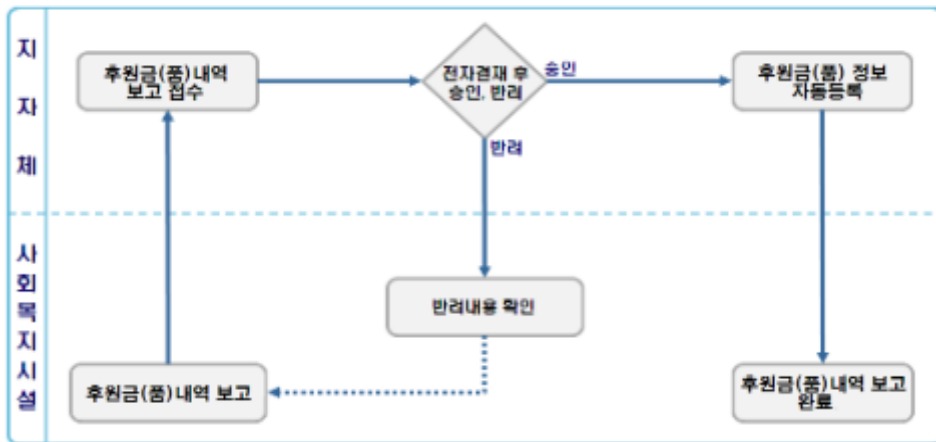 지자체
후원금(품)내역
보고 접수
전자결재 후
승인, 반려
승인
후원금(품) 정보
자동등록
반려
사회복지시설
반려내용 확인
후원금(품)내역 보고
후원금(품)내역 보고
완료